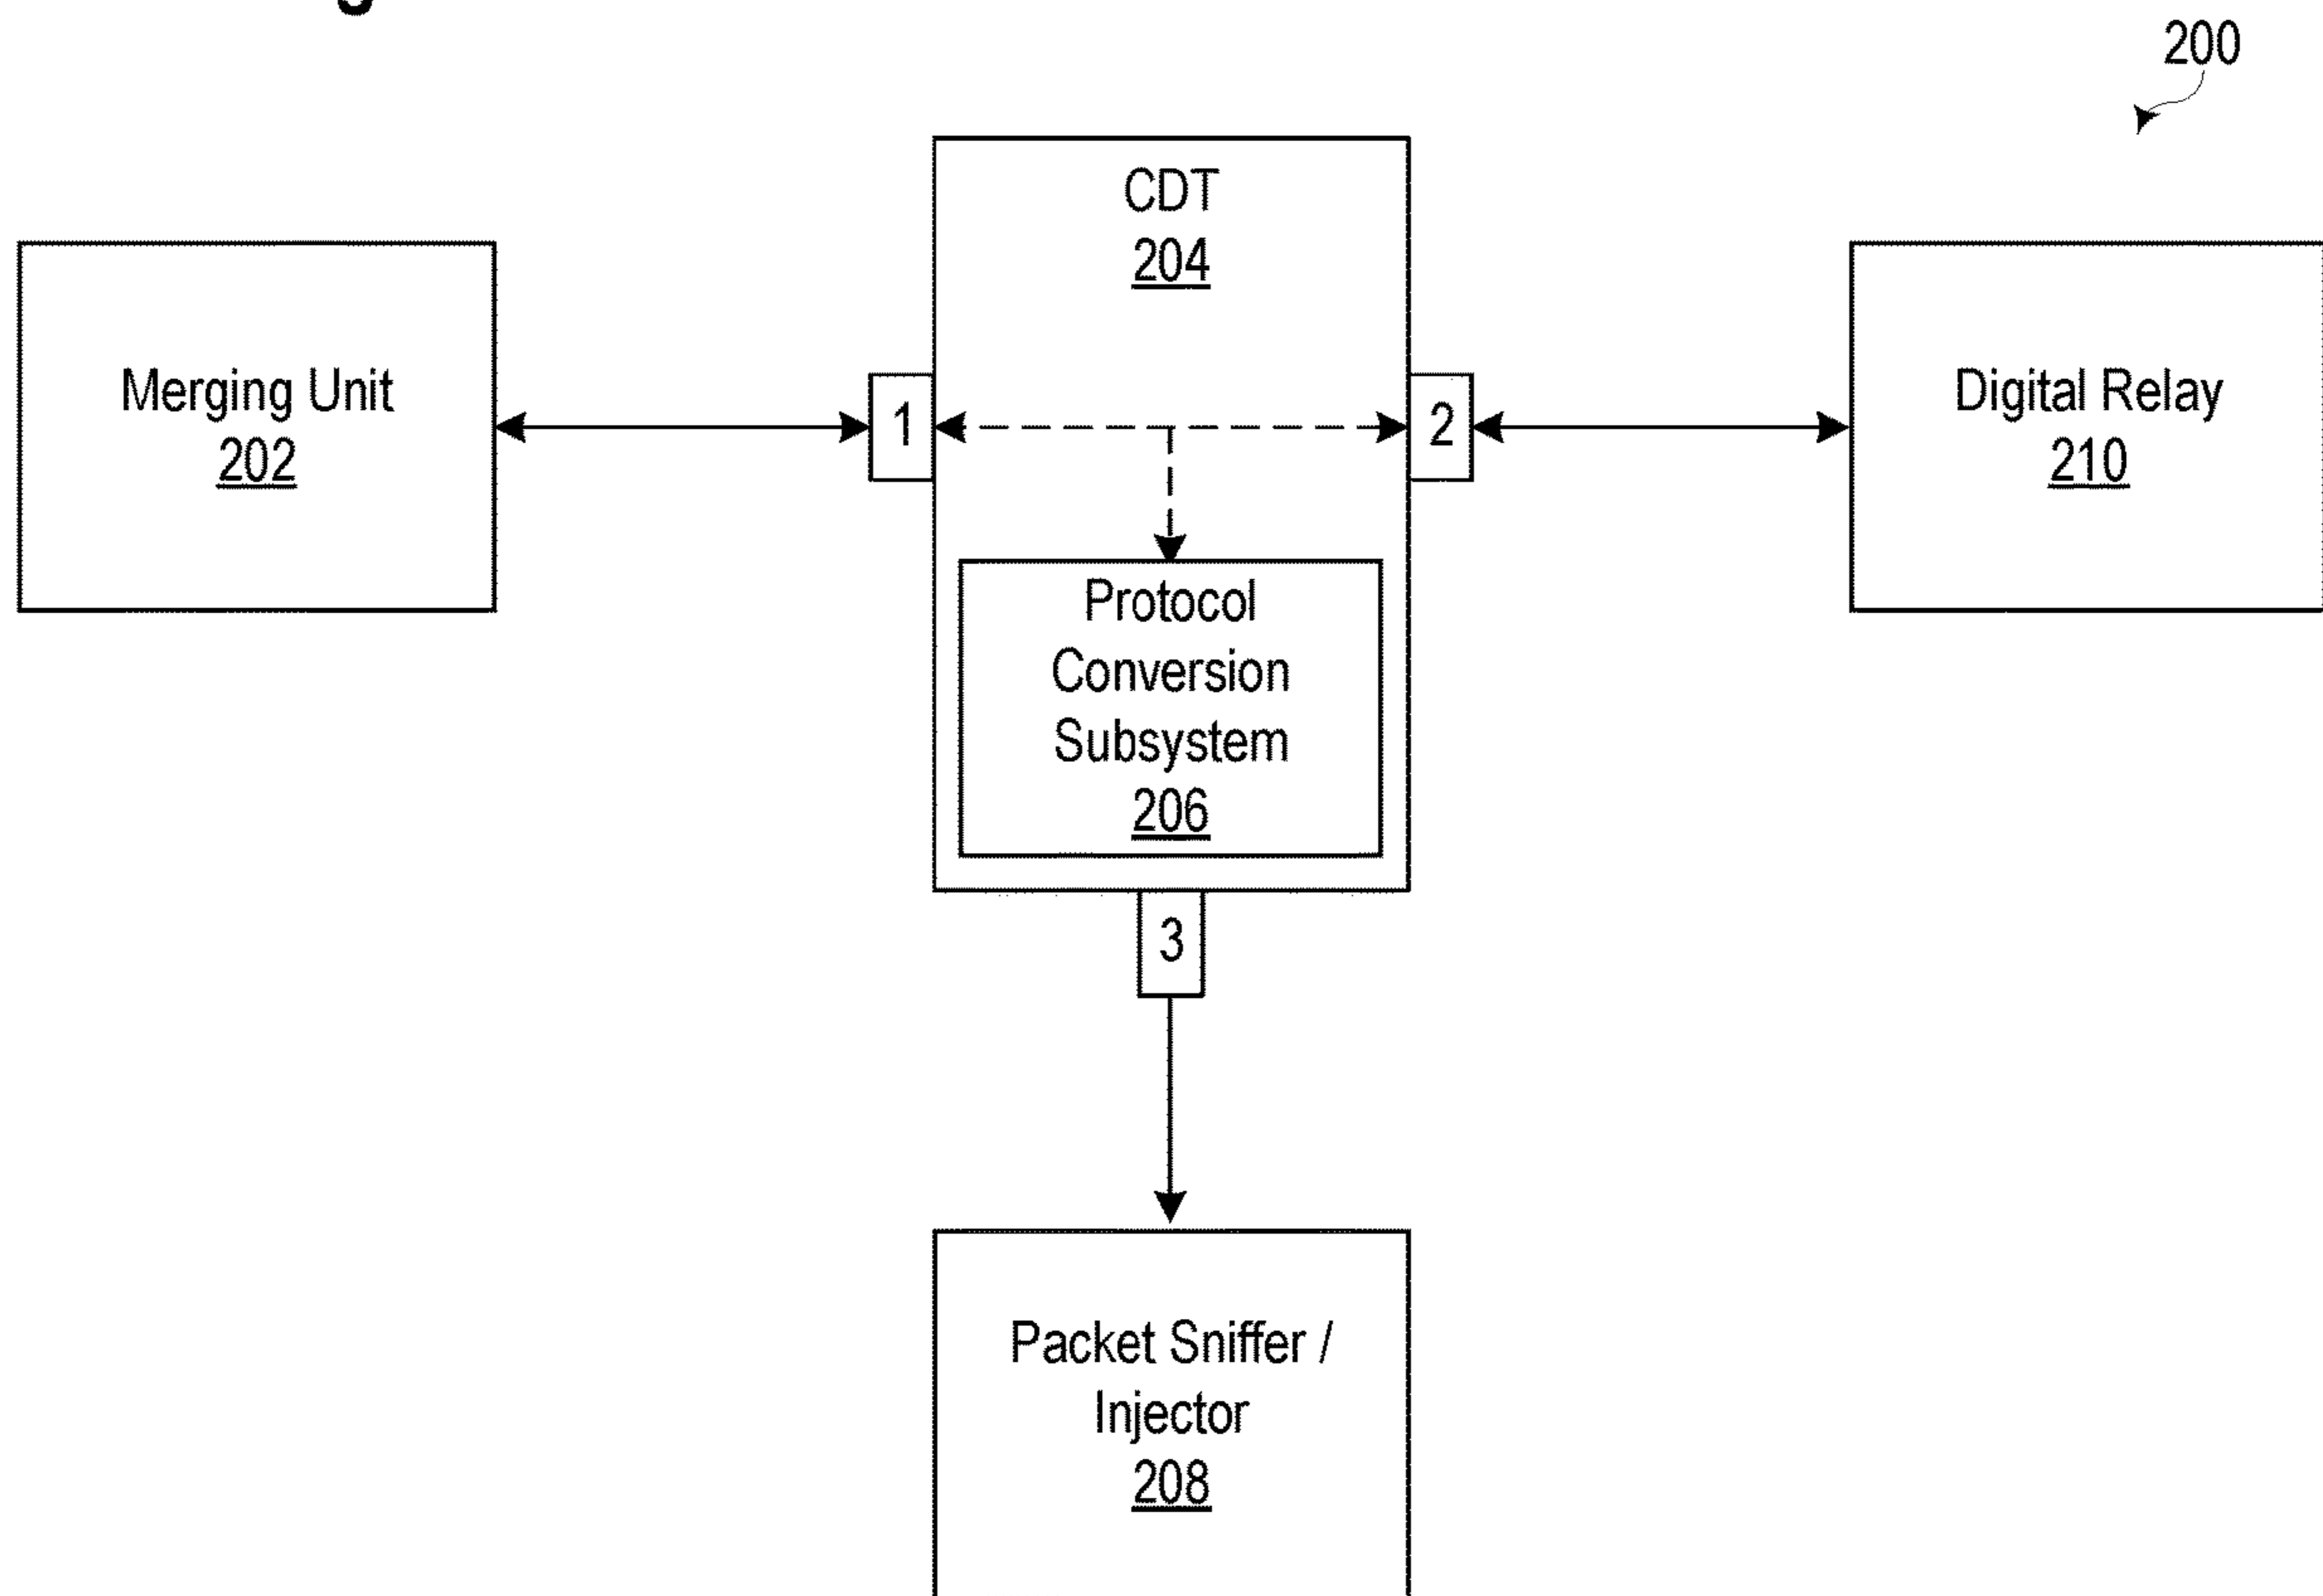 200
CDT
204
Merging Unit
202
1
2
Digital Relay
210
Protocol
Conversion
Subsystem
206
3
Packet Sniffer /
Injector
208